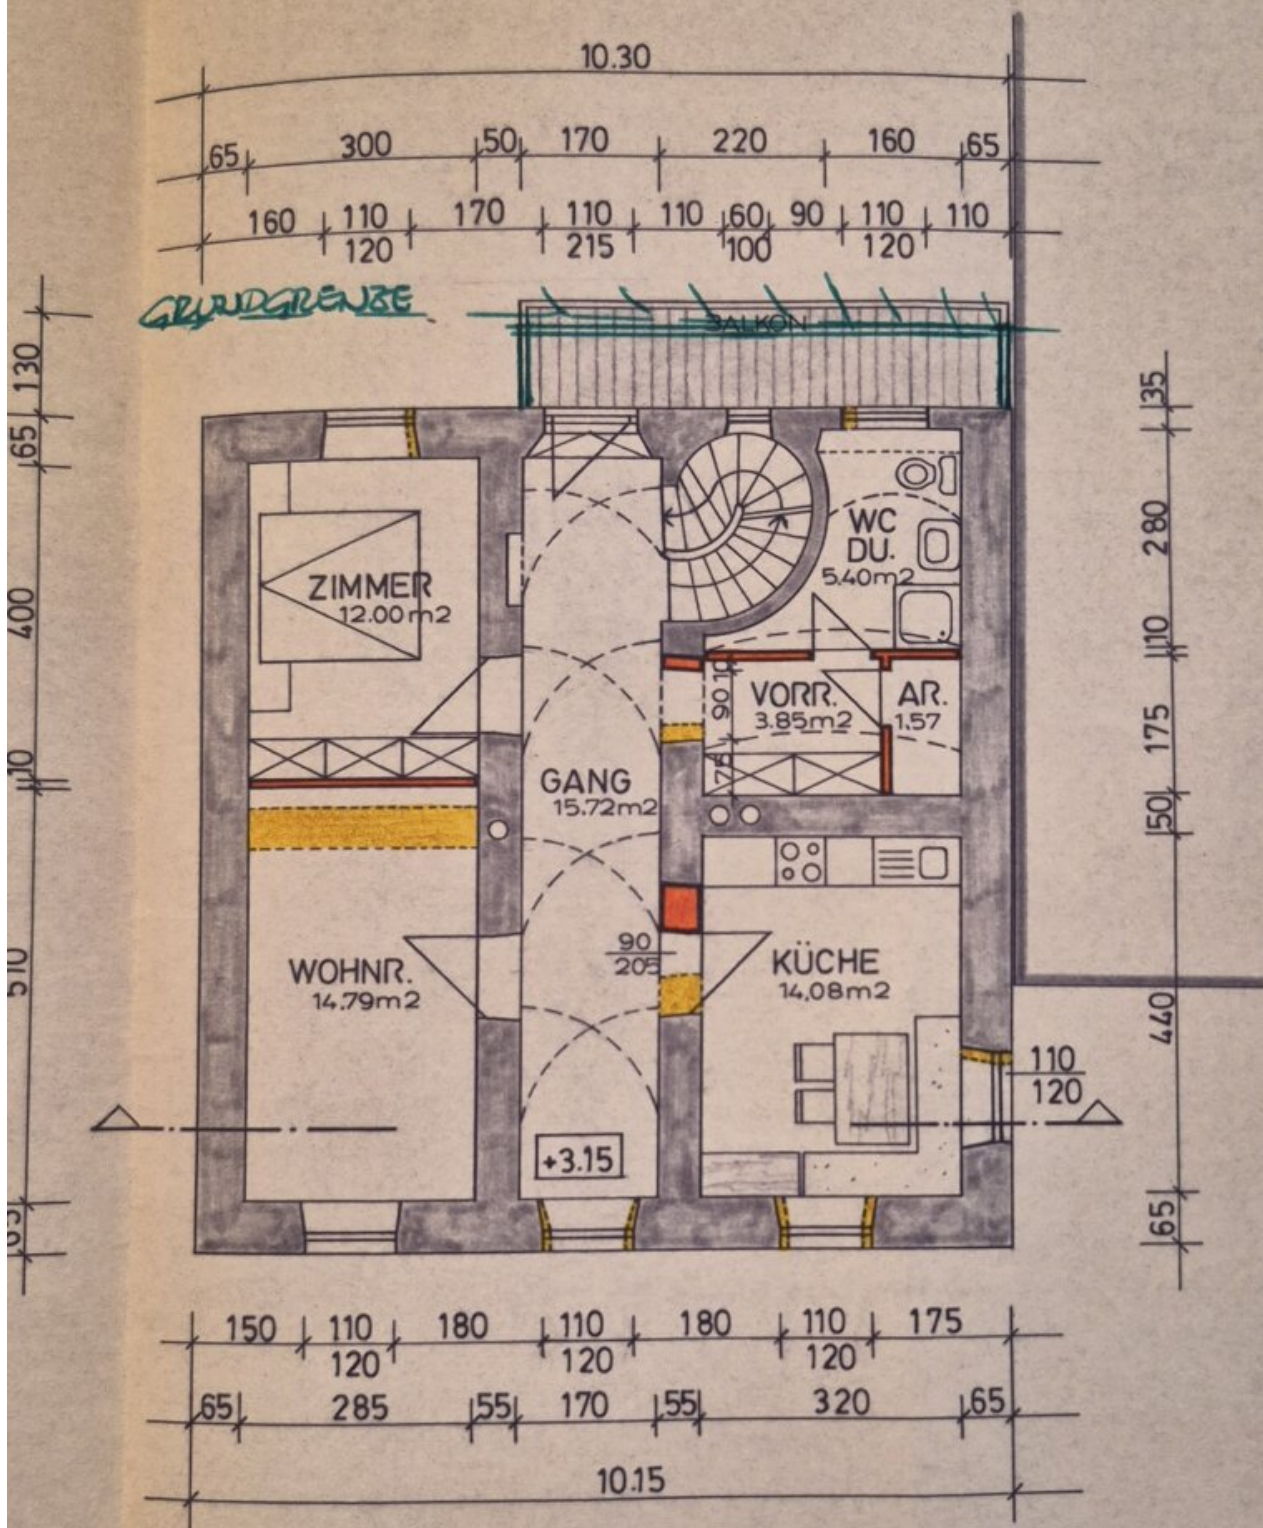 10.30
65 300 50 170 220 160 65
160 110 170 110 110 60 90 110 110
120 215 100 120
GRUNDGRENZE
BALKON
130
35
65
ZIMMER
12.00m2
WC
DU.
5.40m2
280
400
110
10
90
VORR.
3.85m2
AR.
1.57
175
75
10
GANG
15.72m2
50
90
205
WOHNR.
14.79m2
KÜCHE
14,08m2
510
440
110
120
+3.15
65
65
150 110 180 110 180 110 175
120 120 120
65 285 55 170 55 320 65
10.15